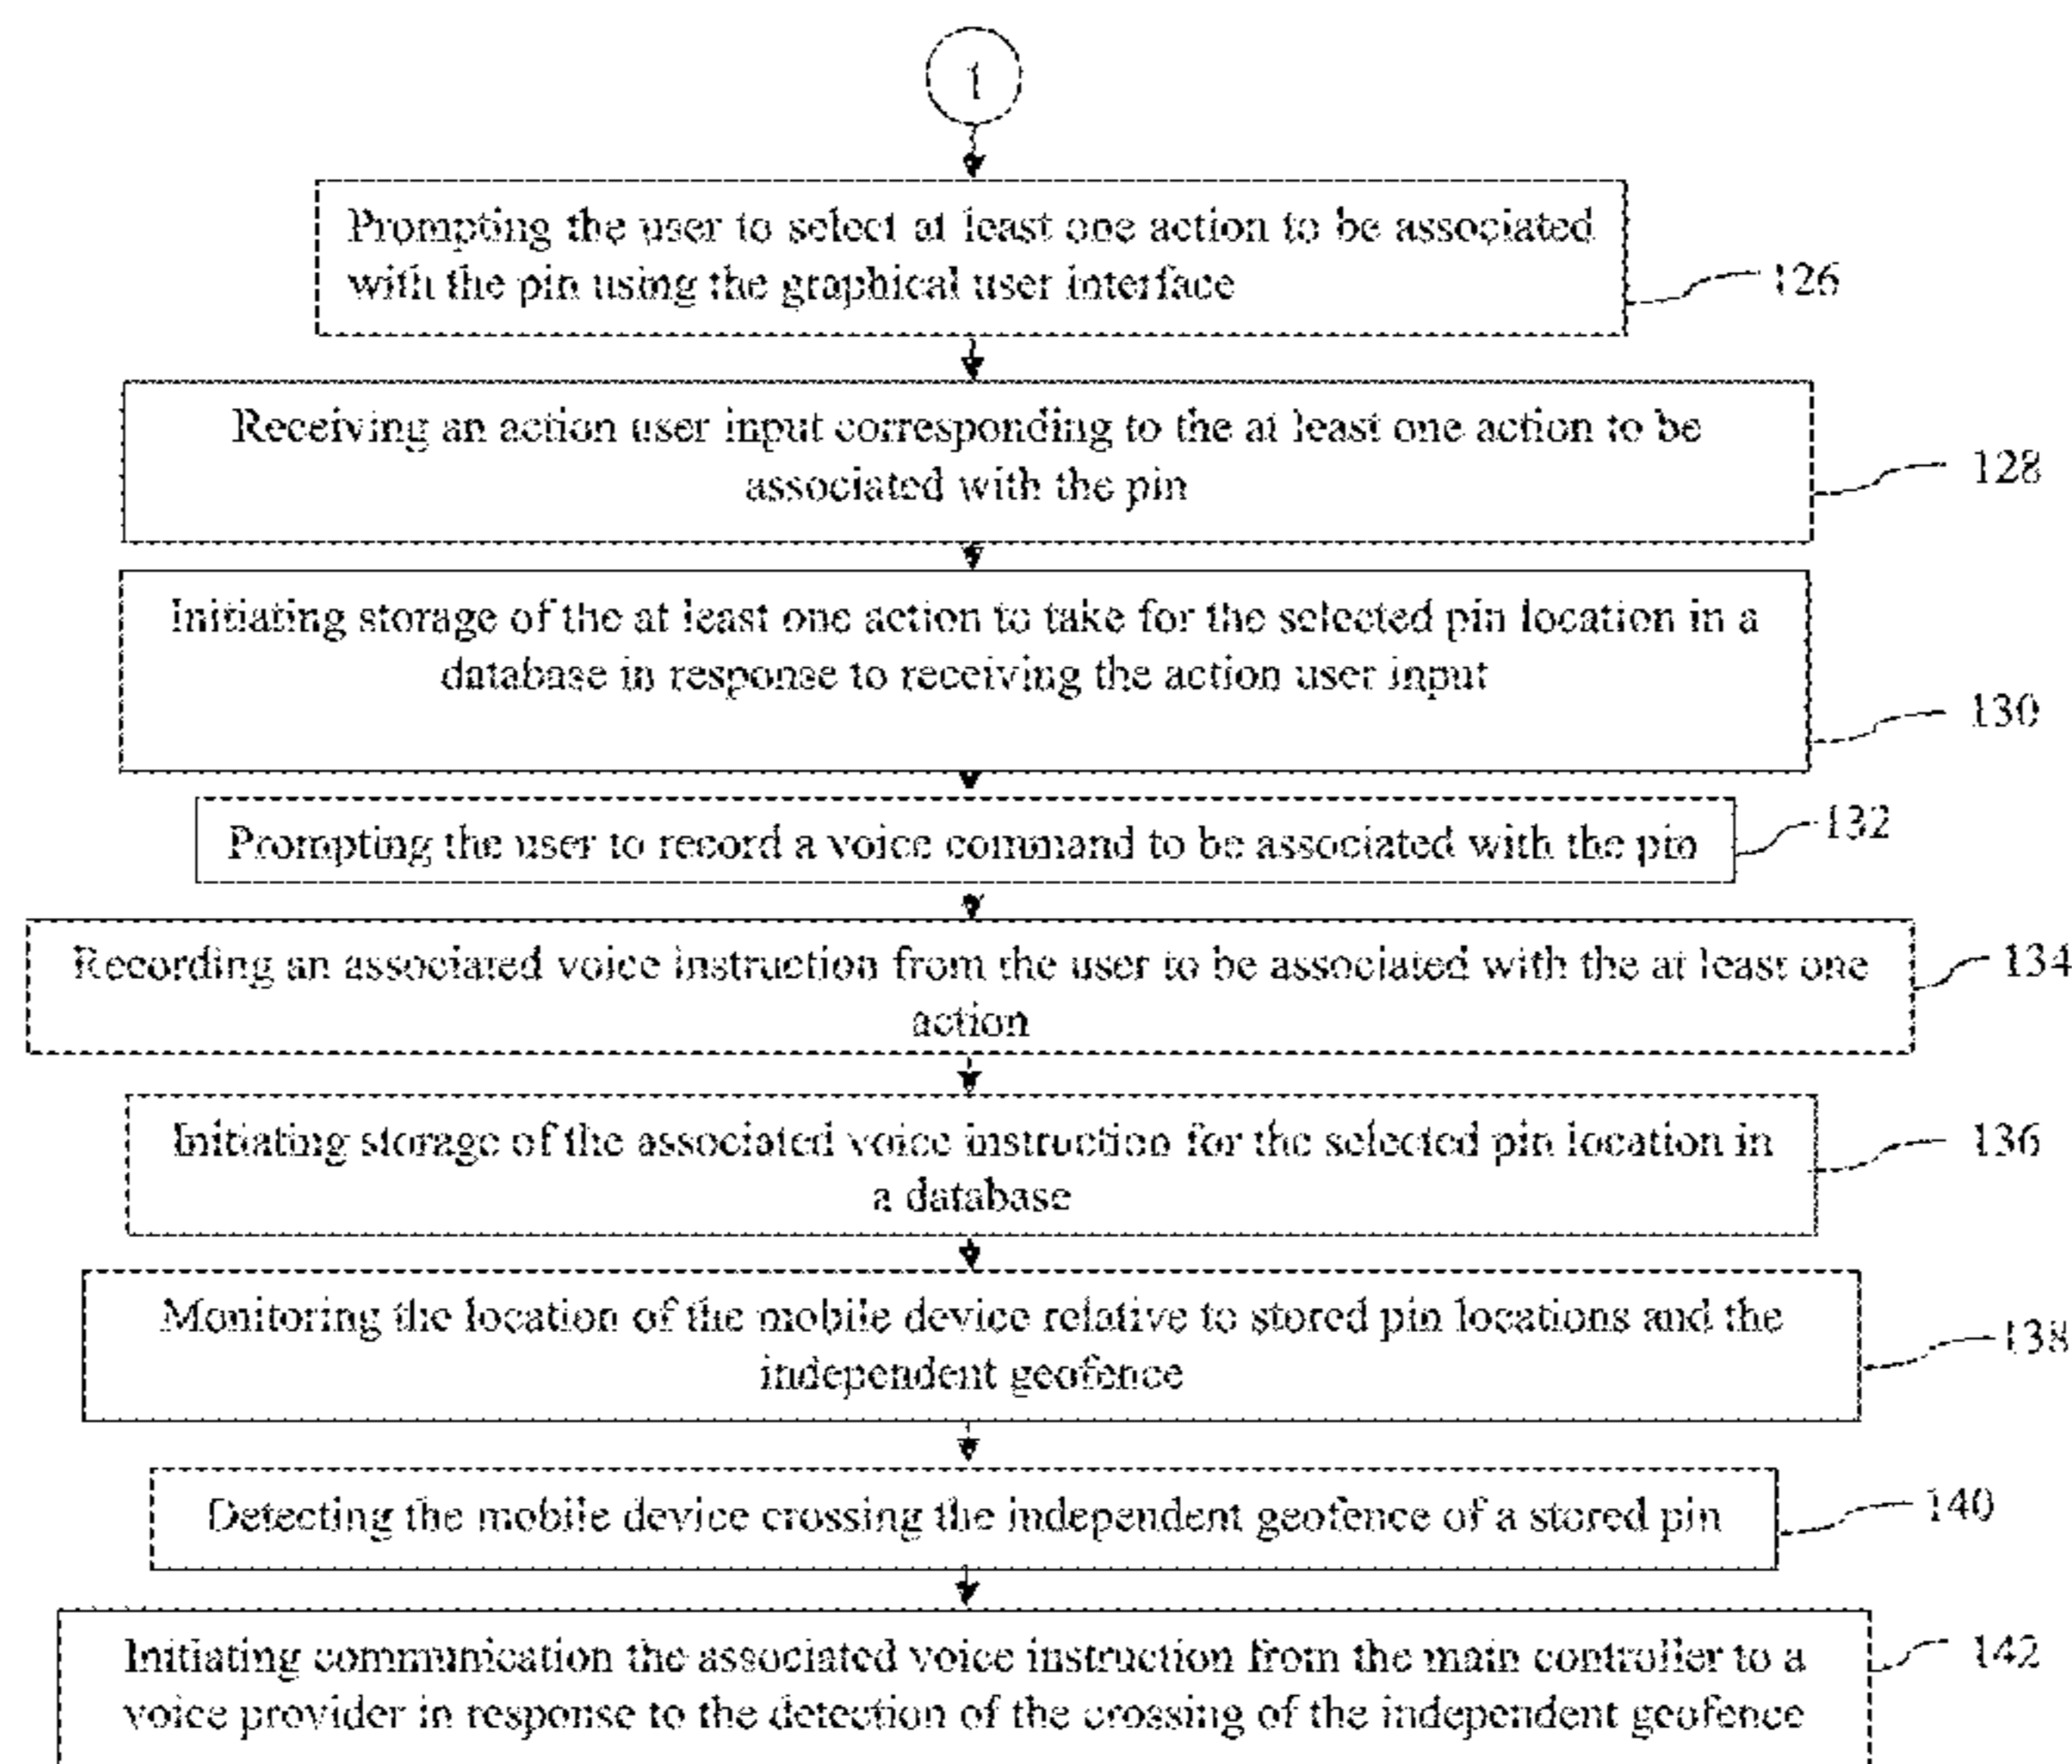 1
Prompting the user to select at least one action to be associated
with the pin using the graphical user interface
126
Receiving an action user input corresponding to the at least one action to be
associated with the pin
128
Initiating storage of the at least one action to take for the selected pin location in a
database in response to receiving the action user input
130
Prompting the user to record a voice command to be associated with the pin
132
Recording an associated voice instruction from the user to be associated with the at least one
action
134
Initiating storage of the associated voice instruction for the selected pin location in
a database
136
Monitoring the location of the mobile device relative to stored pin locations and the
independent geofence
138
Detecting the mobile device crossing the independent geofence of a stored pin
140
Initiating communication the associated voice instruction from the main controller to a
voice provider in response to the detection of the crossing of the independent geofence
142